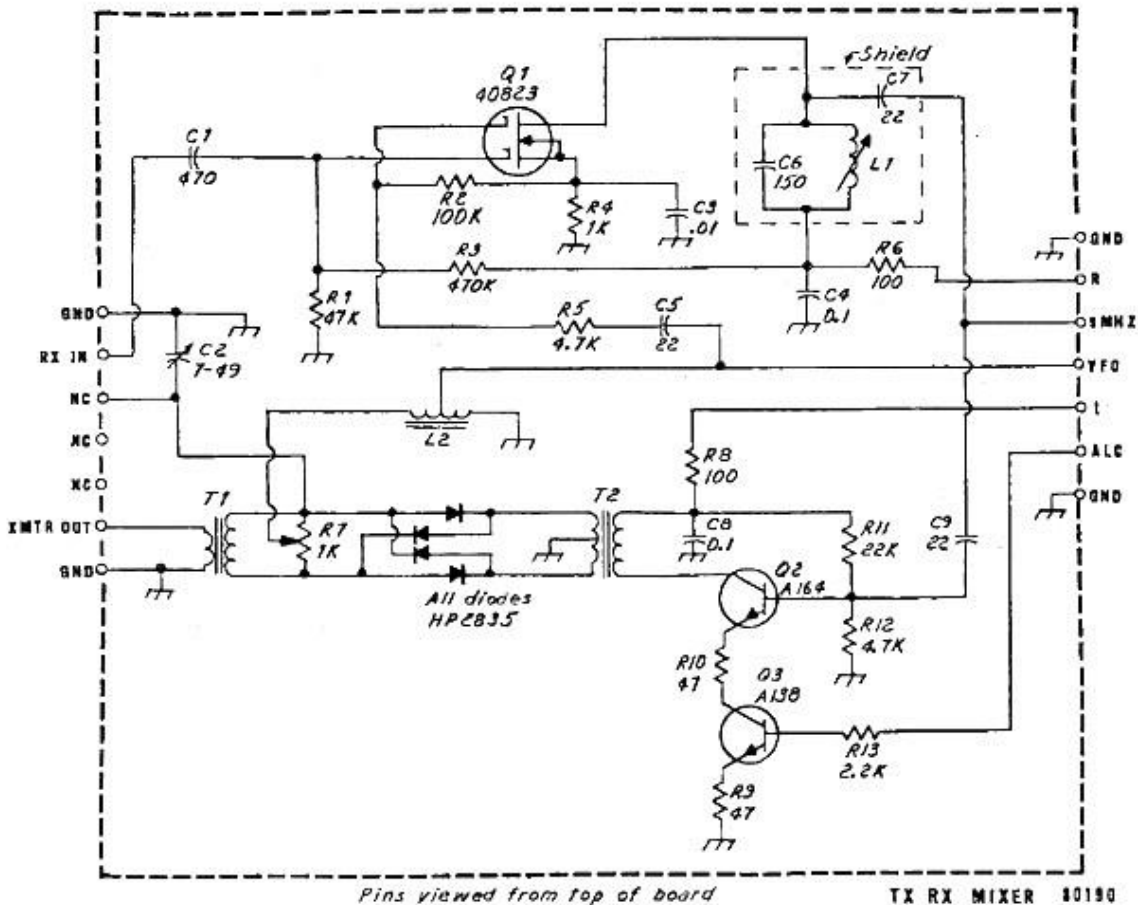 Shield
C7
22
Q1
40823
C1
470
C6
150
L1
R2
100K
R4
1K
C3
.01
GND
R3
470K
R6
100
R
R1
47K
R5
4.7K
C5
22
C4
0.1
GND
C2
7-49
9MHZ
RX IN
VFO
NC
L2
T
NC
R8
100
ALC
NC
T1
T2
GND
XMTR OUT
R7
1K
C8
0.1
R11
22K
C9
22
GND
All diodes
HP2835
Q2
A164
R12
4.7K
R10
47
Q3
A138
R13
2.2K
R9
47
Pins viewed from top of board
TX RX MIXER 80190